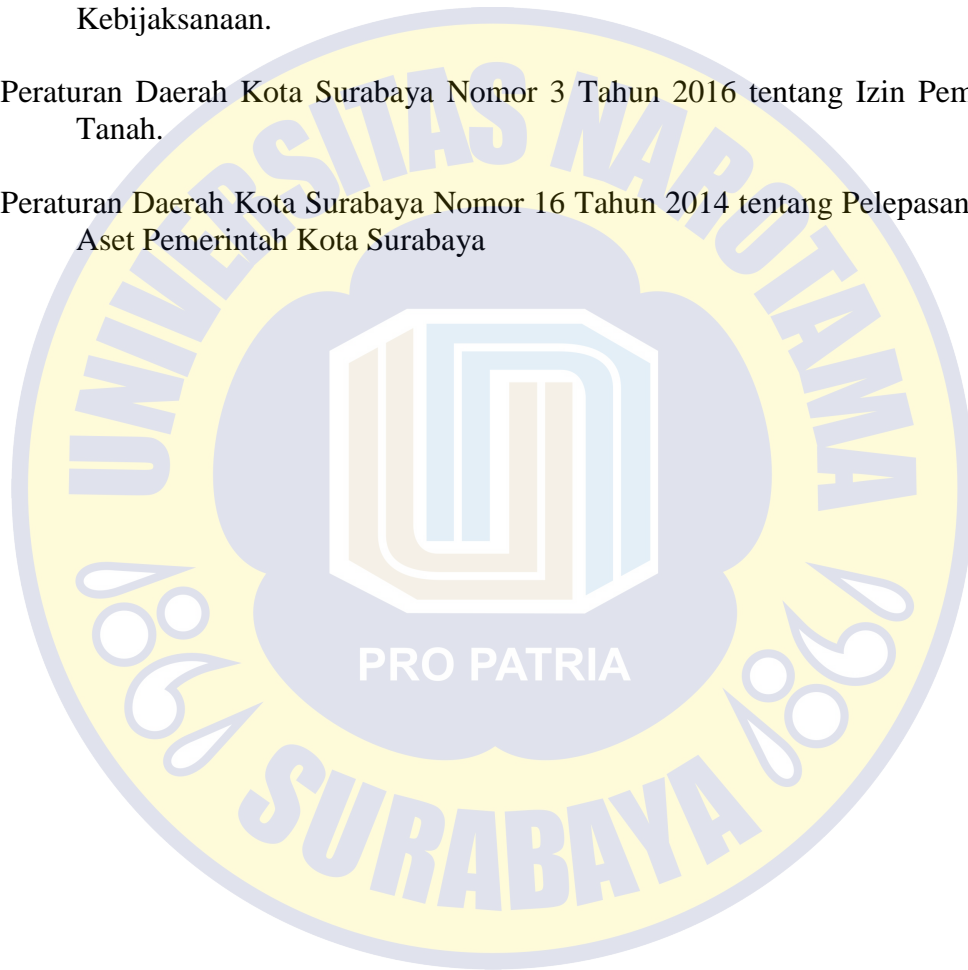 Kebijaksanaan.
Peraturan Daerah Kota Surabaya Nomor 3 Tahun 2016 tentang Izin
Tanah.
Peraturan Daerah Kota Surabaya Nomor 16 Tahun 2014 tentang Pelepasan
Aset Pemerintah Kota Surabaya
UNIVERSITAS NAROTAMA
PRO PATRIA
SURABAYA